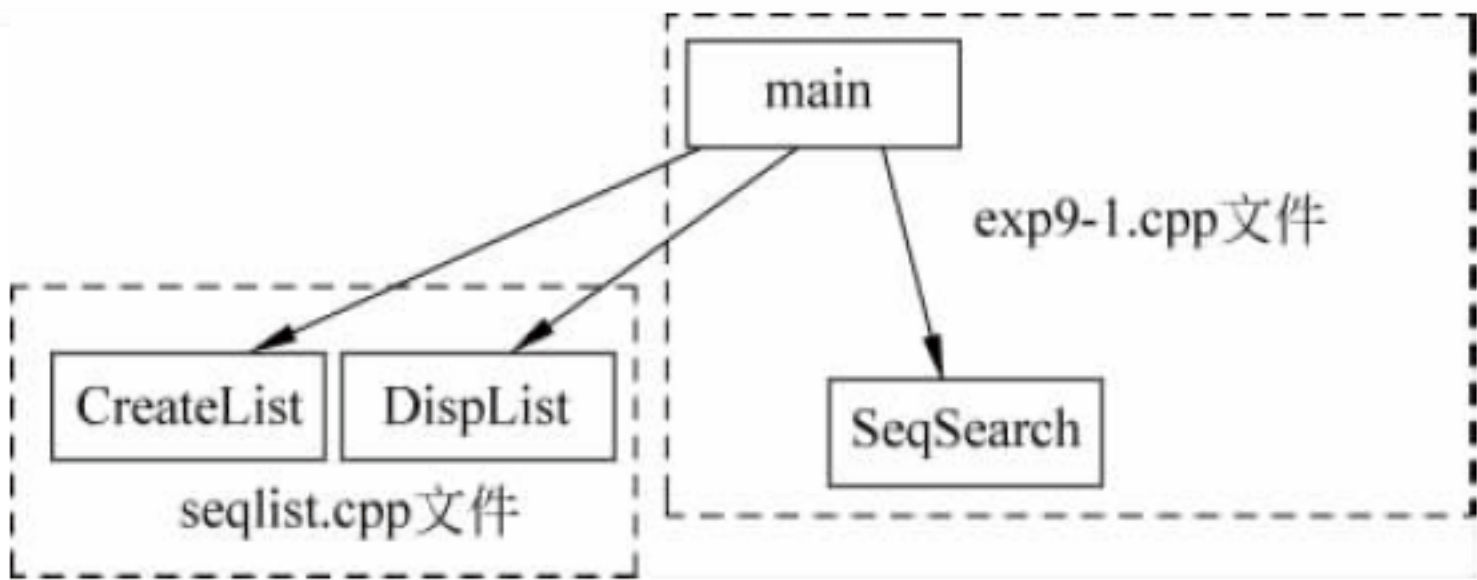 main
exp9-1.cpp文件
CreateList
DispList
SeqSearch
seqlist.cpp文件